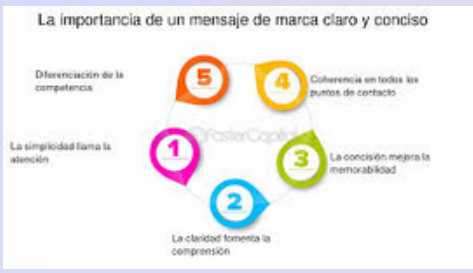 La importancia de un mensaje de marca claro y conciso
Diferenciación de la
competencia
5
4
Coherencia en todos los
puntos de contacto
FasterCapital
La simplicidad llama la
atención
1
3
La concisión mejora la
memorabilidad
2
La claridad fomenta la
comprensión